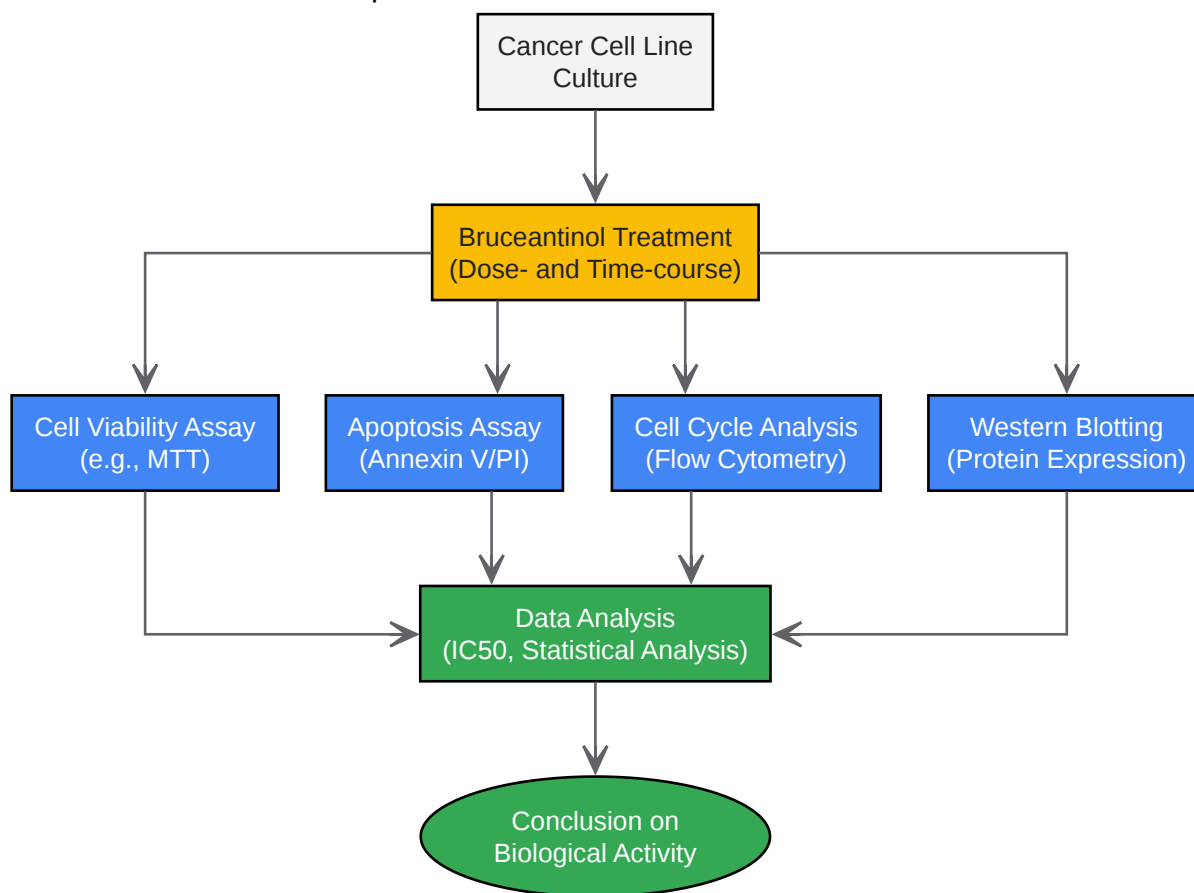 Cancer Cell Line
Culture
Bruceantinol Treatment
(Dose- and Time-course)
Cell Viability Assay
(e.g., MTT)
Apoptosis Assay
(Annexin V/PI)
Cell Cycle Analysis
(Flow Cytometry)
Western Blotting
(Protein Expression)
Data Analysis
(IC50, Statistical Analysis)
Conclusion on
Biological Activity